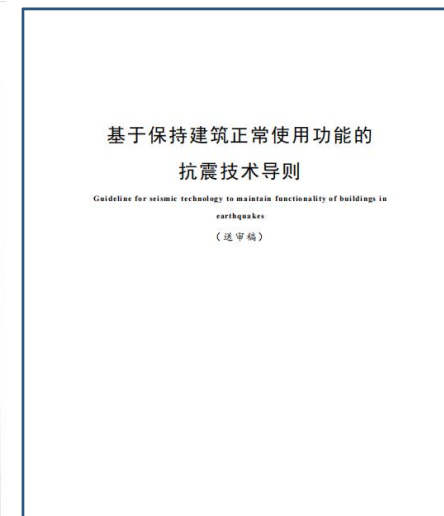 基于保持建筑正常使用功能的
抗震技术导则
Guideline for seismic technology to maintain functionality of buildings in
earthquakes
（送审稿）